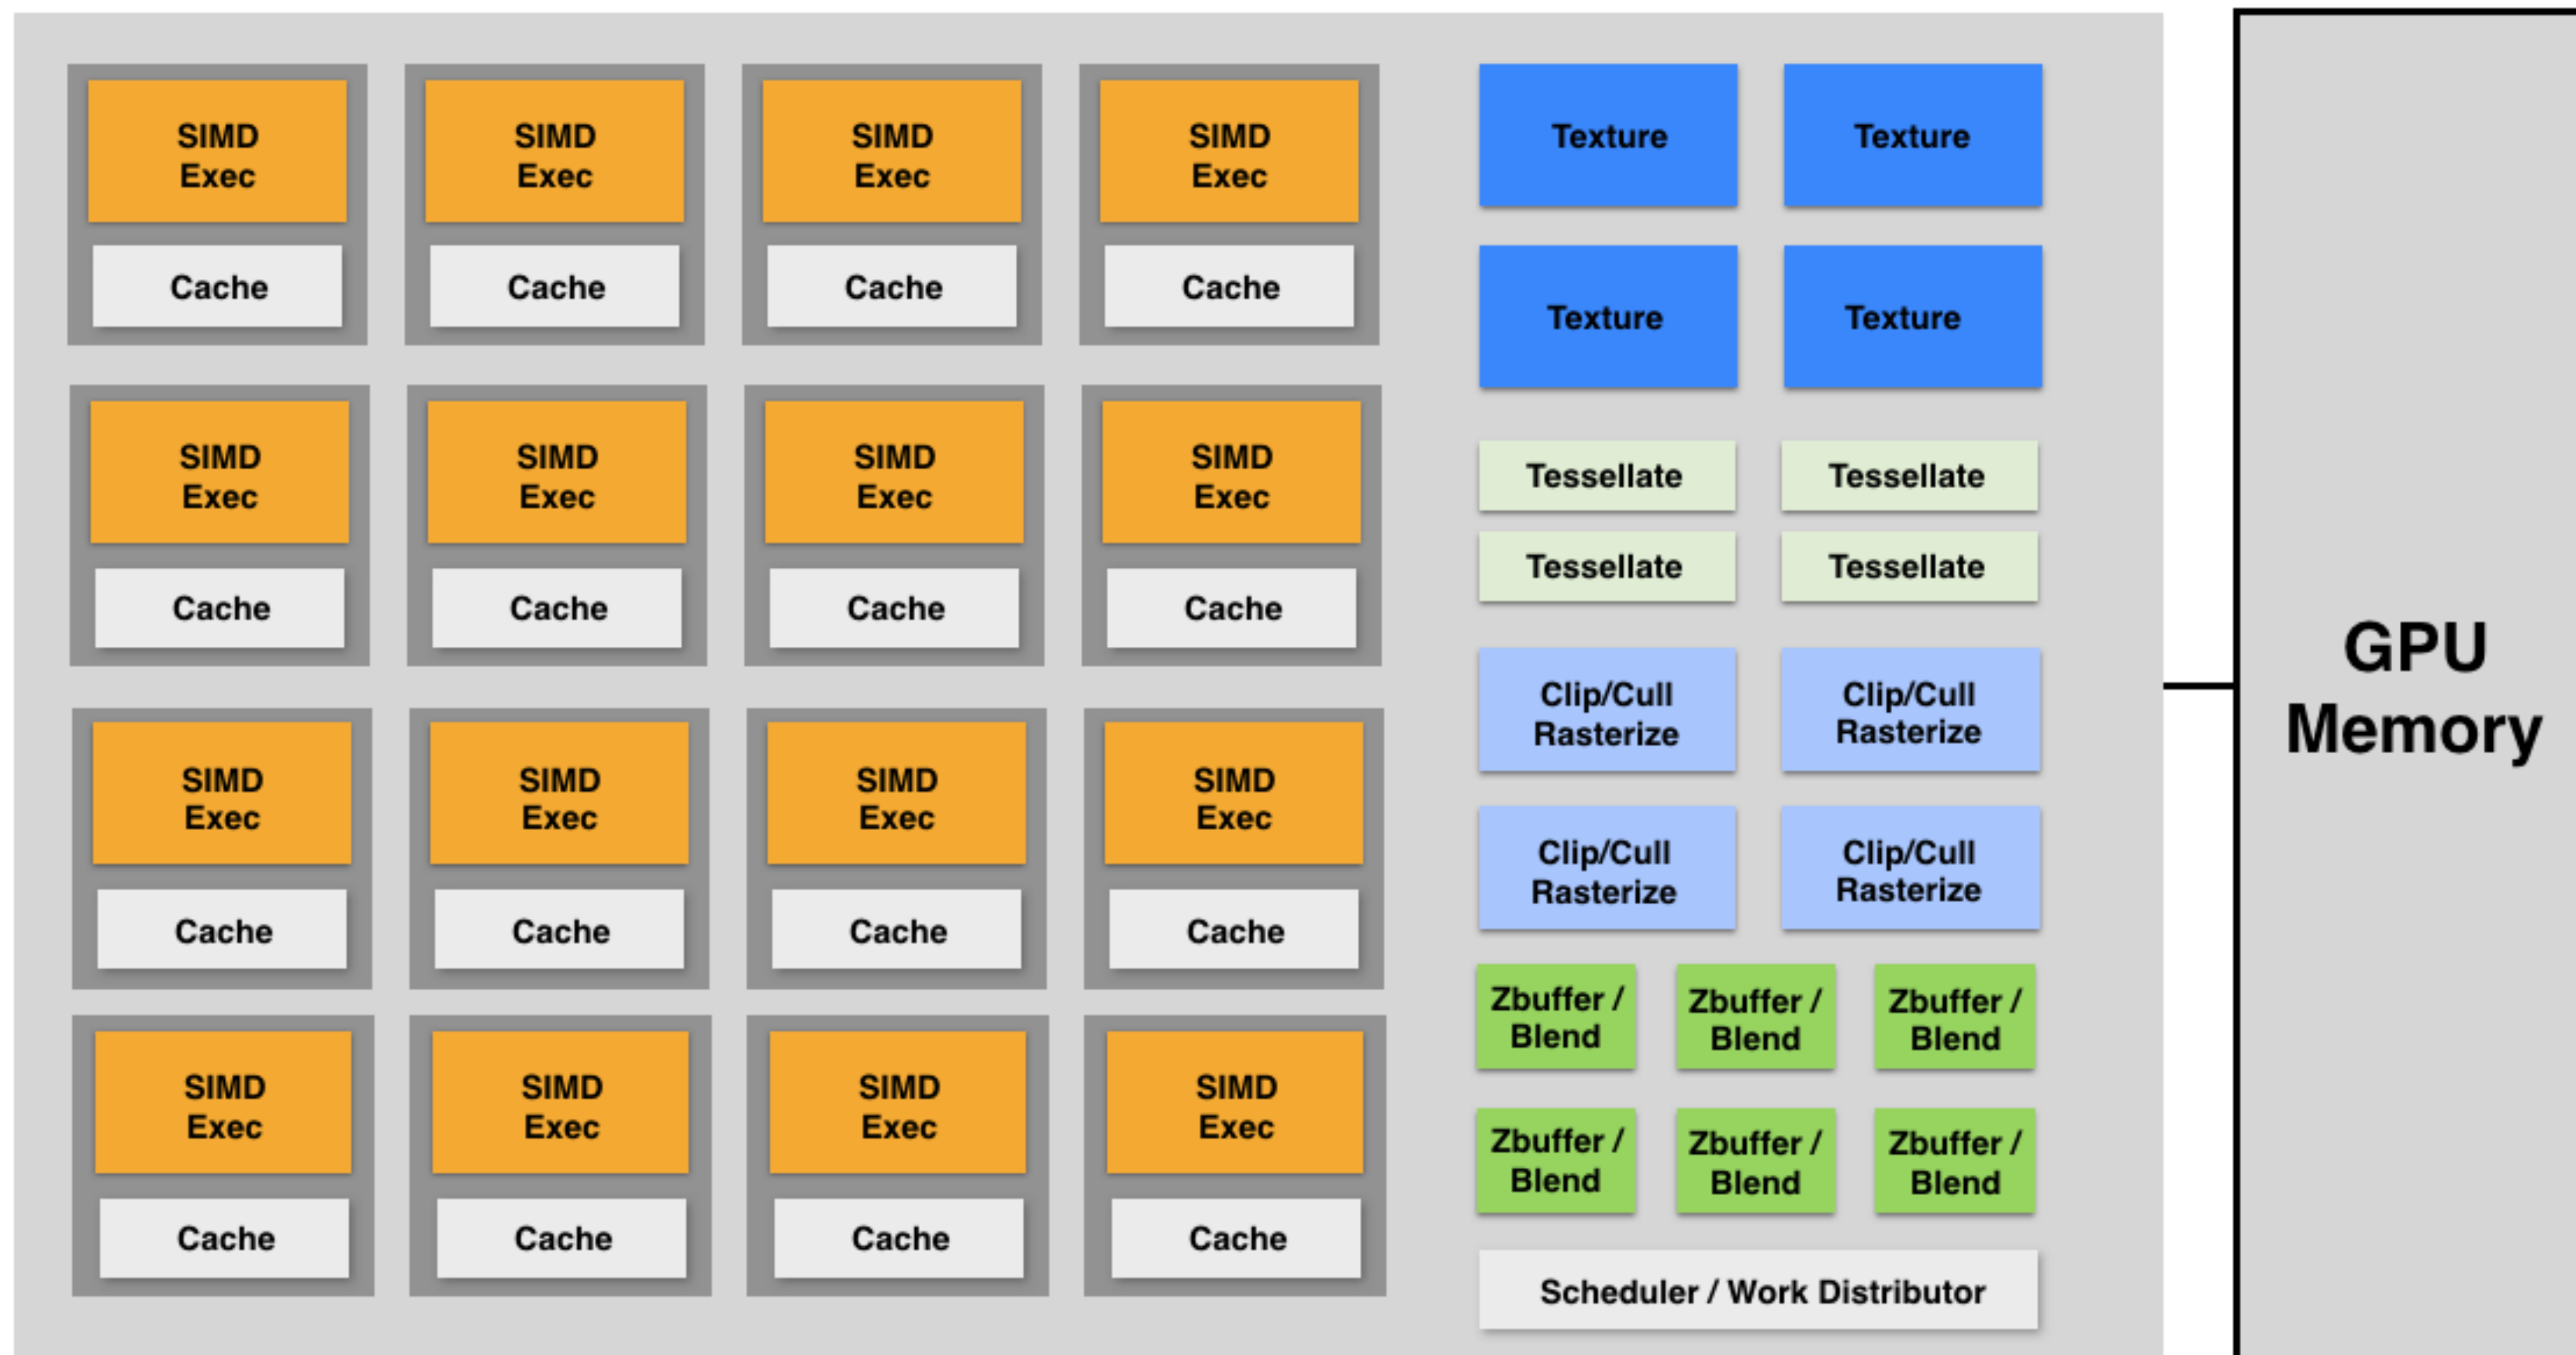 SIMD
Exec
Cache
SIMD
Exec
Cache
SIMD
Exec
Cache
SIMD
Exec
Cache
SIMD
Exec
Cache
SIMD
Exec
Cache
SIMD
Exec
Cache
SIMD
Exec
Cache
SIMD
Exec
Cache
SIMD
Exec
Cache
SIMD
Exec
Cache
SIMD
Exec
Cache
SIMD
Exec
Cache
SIMD
Exec
Cache
SIMD
Exec
Cache
SIMD
Exec
Cache
Texture
Texture
Texture
Texture
Tessellate
Tessellate
Tessellate
Tessellate
Clip/Cull
Rasterize
Clip/Cull
Rasterize
Clip/Cull
Rasterize
Clip/Cull
Rasterize
Zbuffer /
Blend
Zbuffer /
Blend
Zbuffer /
Blend
Zbuffer /
Blend
Zbuffer /
Blend
Zbuffer /
Blend
Scheduler / Work Distributor
GPU
Memory